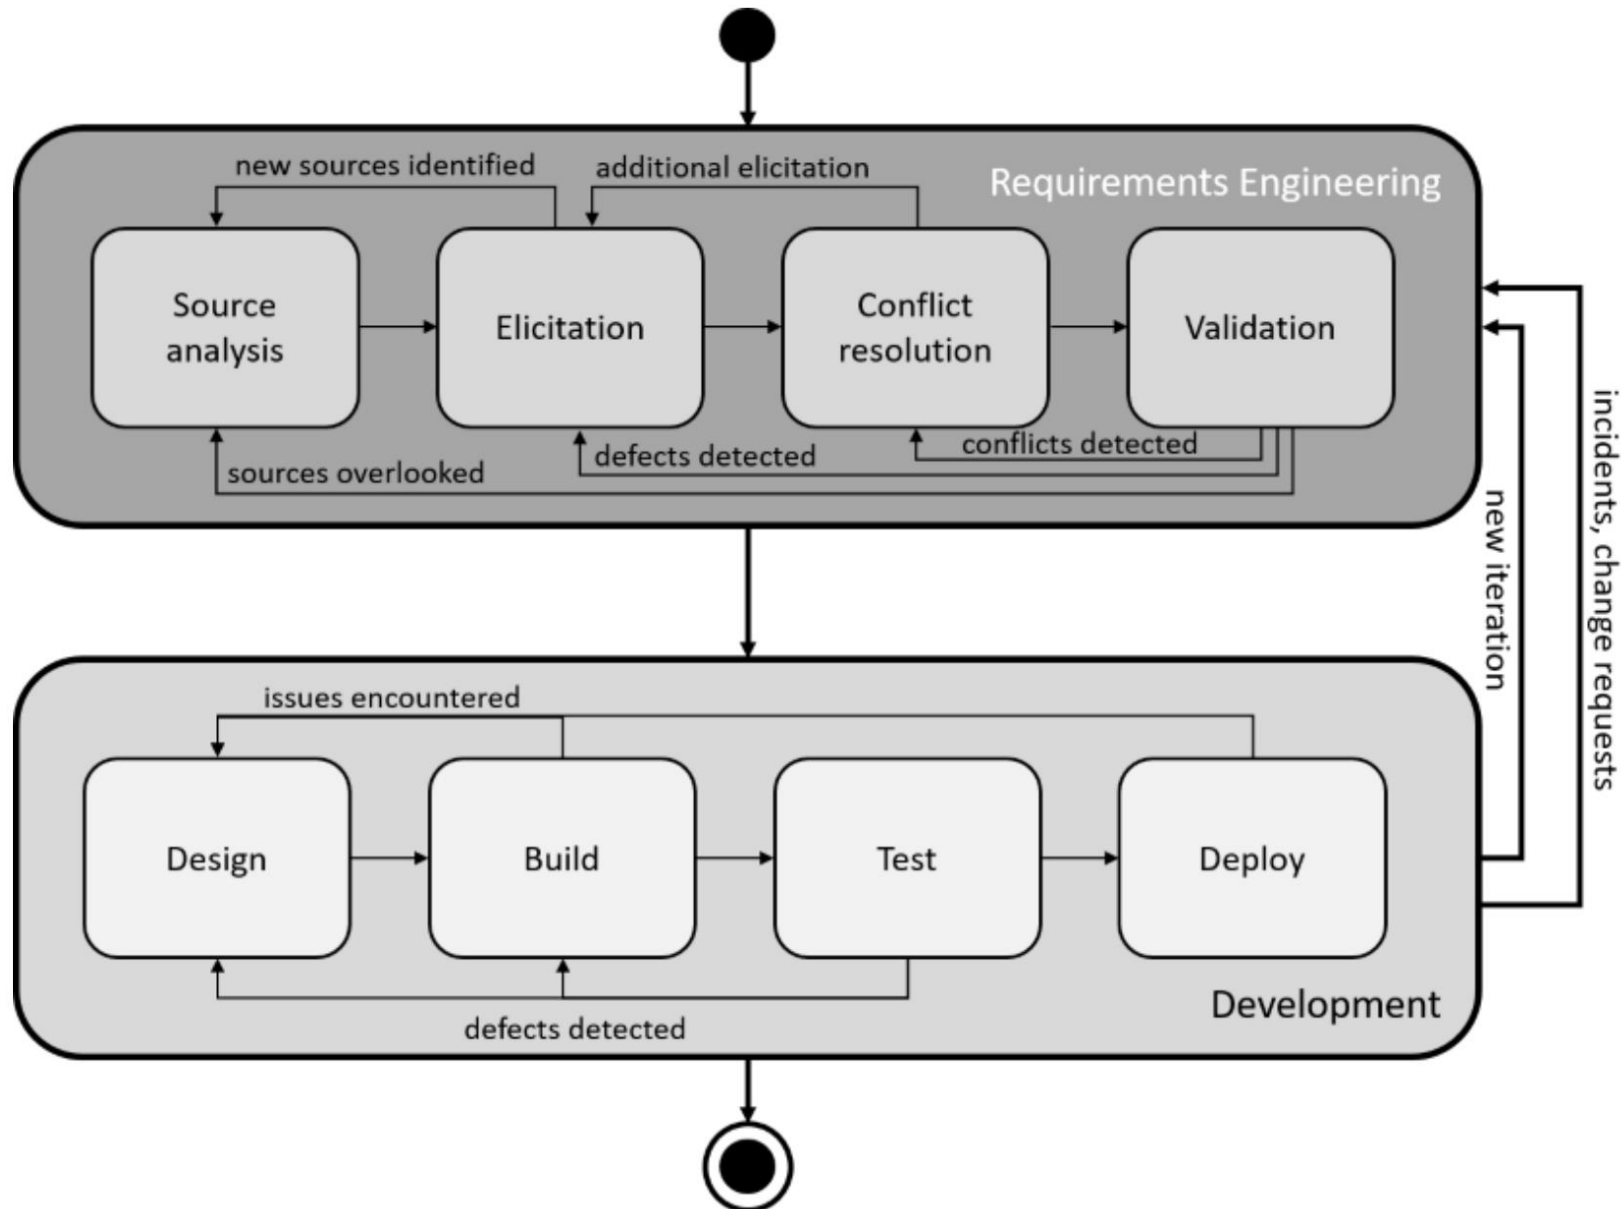 new sources identified
additional elicitation
Requirements Engineering
Source
analysis
Elicitation
Conflict
resolution
Validation
conflicts detected
defects detected
sources overlooked
incidents, change requests
new iteration
issues encountered
Design
Build
Test
Deploy
Development
defects detected